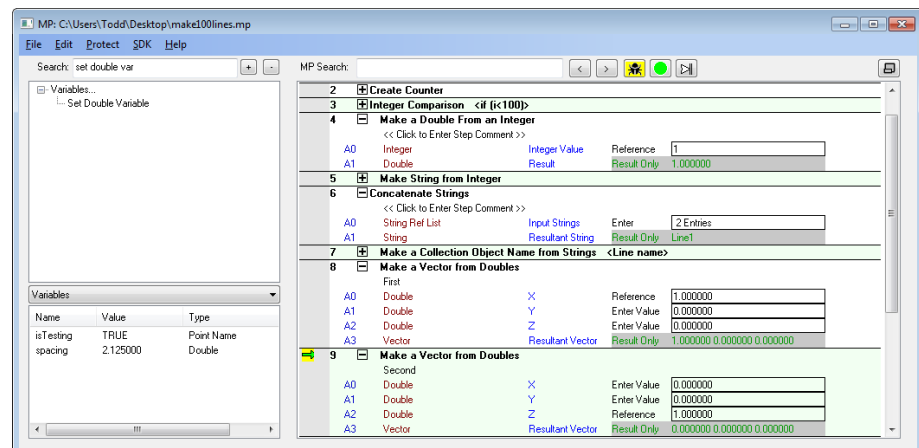 MP: C:\Users\Todd\Desktop\make100lines.mp
File Edit Protect SDK Help
Search: set double var + -
MP Search: < >
Variables...
Set Double Variable
Variables
Name Value Type
isTesting TRUE Point Name
spacing 2.125000 Double
2 Create Counter
3 Integer Comparison <if (i<100)>
4 Make a Double From an Integer
<< Click to Enter Step Comment >>
A0 Integer Integer Value Reference 1
A1 Double Result Result Only 1.000000
5 Make String from Integer
6 Concatenate Strings
<< Click to Enter Step Comment >>
A0 String Ref List Input Strings Enter 2 Entries
A1 String Resultant String Result Only Line1
7 Make a Collection Object Name from Strings <Line name>
8 Make a Vector from Doubles
First
A0 Double X Reference 1.000000
A1 Double Y Enter Value 0.000000
A2 Double Z Enter Value 0.000000
A3 Vector Resultant Vector Result Only 1.000000 0.000000 0.000000
9 Make a Vector from Doubles
Second
A0 Double X Enter Value 0.000000
A1 Double Y Enter Value 0.000000
A2 Double Z Reference 1.000000
A3 Vector Resultant Vector Result Only 0.000000 0.000000 0.000000